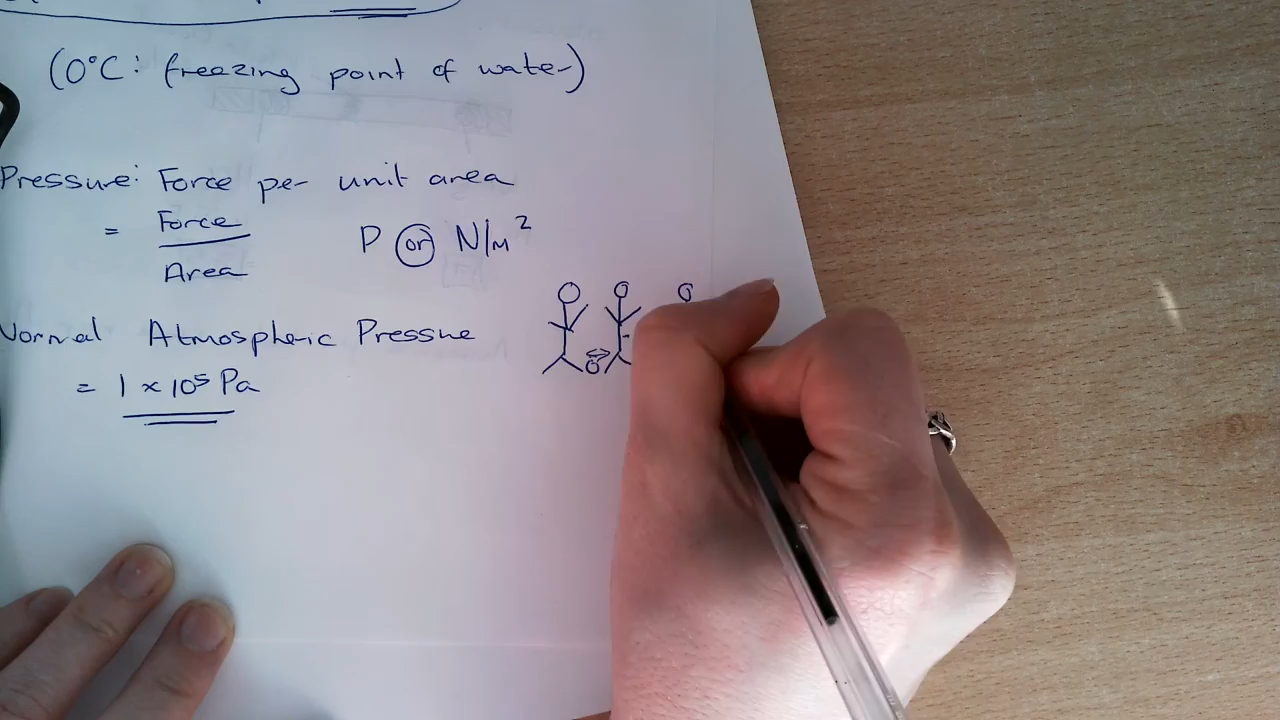 (0°C: freezing point of water)
Pressure: Force per unit area
= Force / Area P or N/m²
Normal Atmospheric Pressure
= 1 x 10⁵ Pa